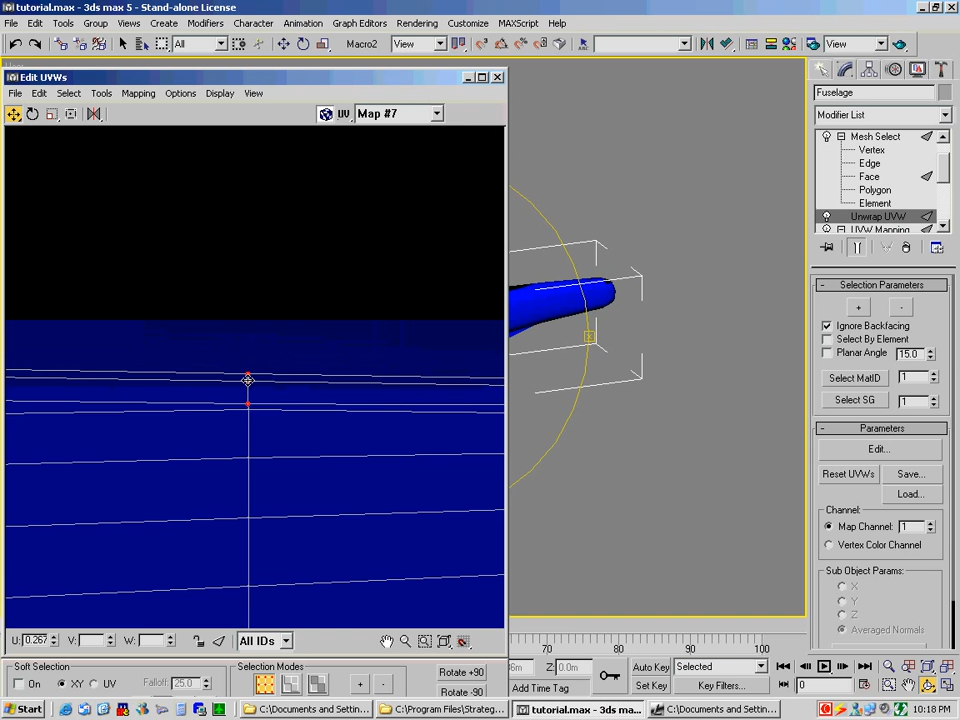 tutorial.max - 3ds max 5 - Stand-alone License
File Edit Tools Group Views Create Modifiers Character Animation Graph Editors Rendering Customize MAXScript Help
All Macro2 View View
Edit UVWs
File Edit Select Tools Mapping Options Display View
UV Map #7
Fuselage
Modifier List
Mesh Select
Vertex
Edge
Face
Polygon
Element
Unwrap UVW
UVW Mapping
- Selection Parameters
+ -
Ignore Backfacing
Select By Element
Planar Angle 15.0
Select MatID 1
Select SG 1
- Parameters
Edit...
Reset UVWs Save...
Load...
Channel:
Map Channel: 1
Vertex Color Channel
Sub Object Params:
X
Y
Z
Averaged Normals
U: 0.267 V: W: All IDs
70 80 90 100
Soft Selection
On XY UV Falloff: 25.0
Selection Modes
+ -
Rotate +90
Rotate -90
Z: 0.0m
Add Time Tag
Auto Key Selected
Set Key Key Filters...
0
Start C:\Documents and Settin... C:\Program Files\Strateg... tutorial.max - 3ds ma... C:\Documents and Settin... 10:18 PM